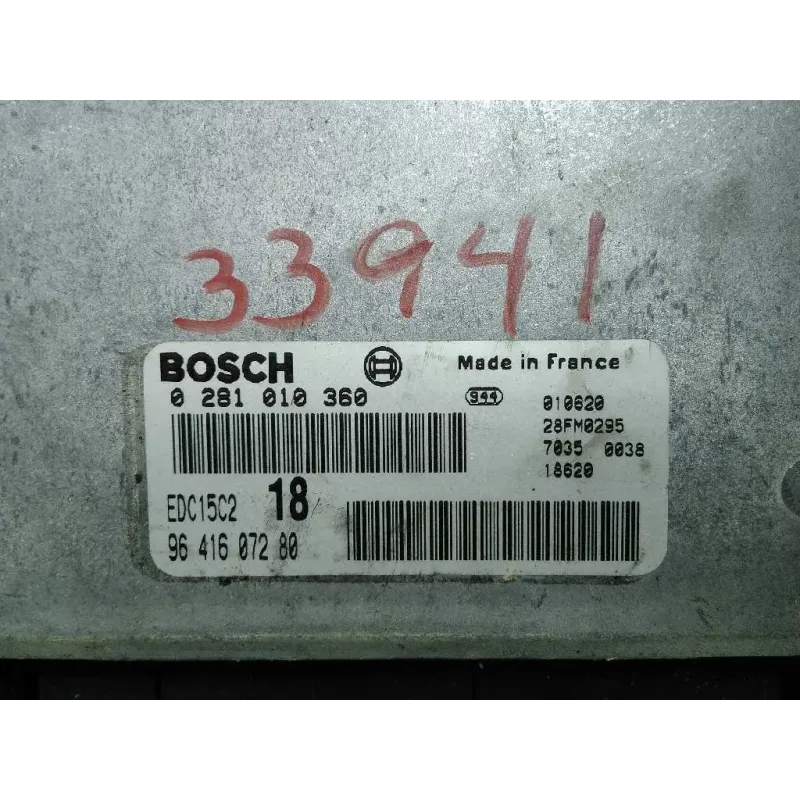 33941
BOSCH Made in France
0 281 010 360 944 010620
28FM0295
7035 0038
18620
EDC15C2 18
96 416 072 80